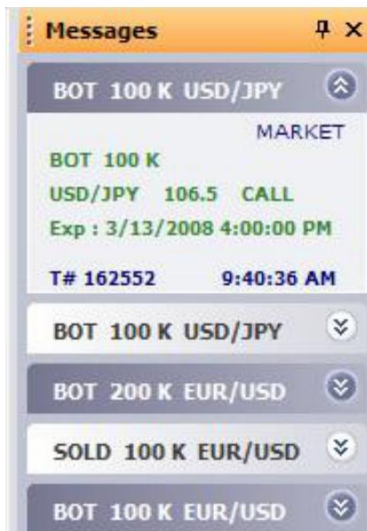 Messages
BOT 100 K USD/JPY
MARKET
BOT 100 K
USD/JPY 106.5 CALL
Exp : 3/13/2008 4:00:00 PM
T# 162552 9:40:36 AM
BOT 100 K USD/JPY
BOT 200 K EUR/USD
SOLD 100 K EUR/USD
BOT 100 K EUR/USD